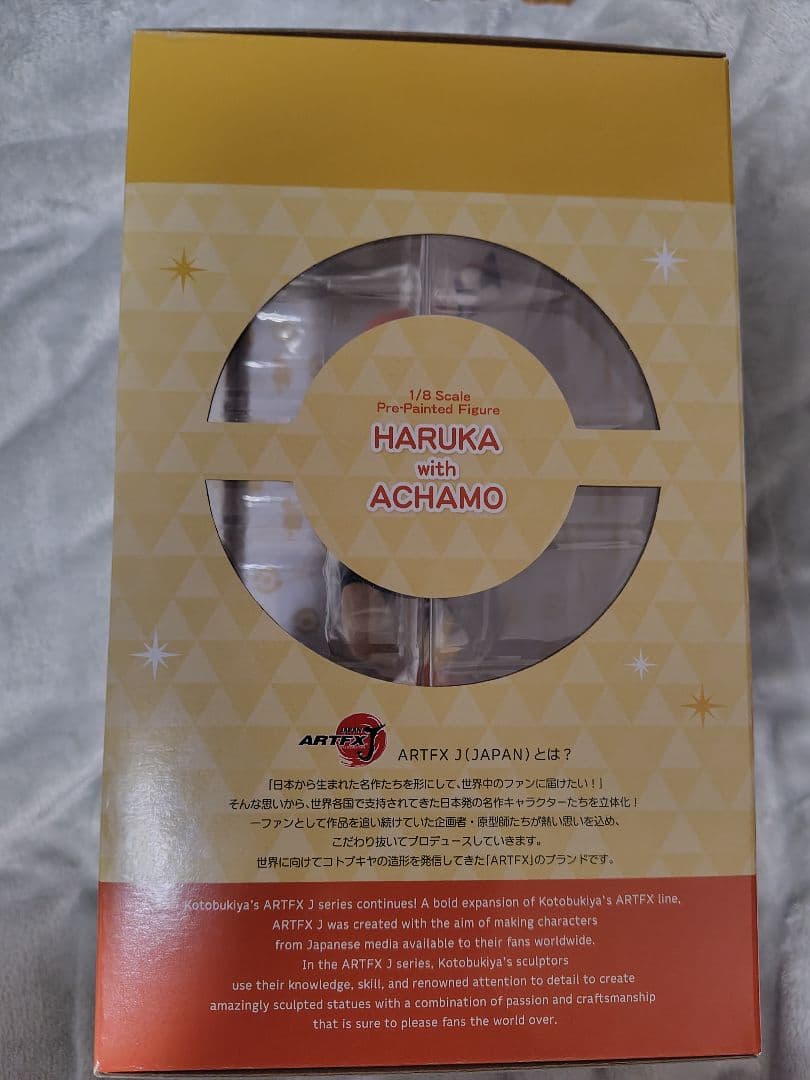 1/8 Scale
Pre-Painted Figure
HARUKA
with
ACHAMO
JAPAN
ARTFX J
ARTFX J(JAPAN)とは?
「日本から生まれた名作たちを形にして、世界中のファンに届けたい!」
そんな思いから、世界各国で支持されてきた日本発の名作キャラクターたちを立体化!
一ファンとして作品を追い続けていた企画者・原型師たちが熱い思いを込め、
こだわり抜いてプロデュースしていきます。
世界に向けてコトブキヤの造形を発信してきた「ARTFX」のブランドです。
Kotobukiya's ARTFX J series continues! A bold expansion of Kotobukiya's ARTFX line,
ARTFX J was created with the aim of making characters
from Japanese media available to their fans worldwide.
In the ARTFX J series, Kotobukiya's sculptors
use their knowledge, skill, and renowned attention to detail to create
amazingly sculpted statues with a combination of passion and craftsmanship
that is sure to please fans the world over.